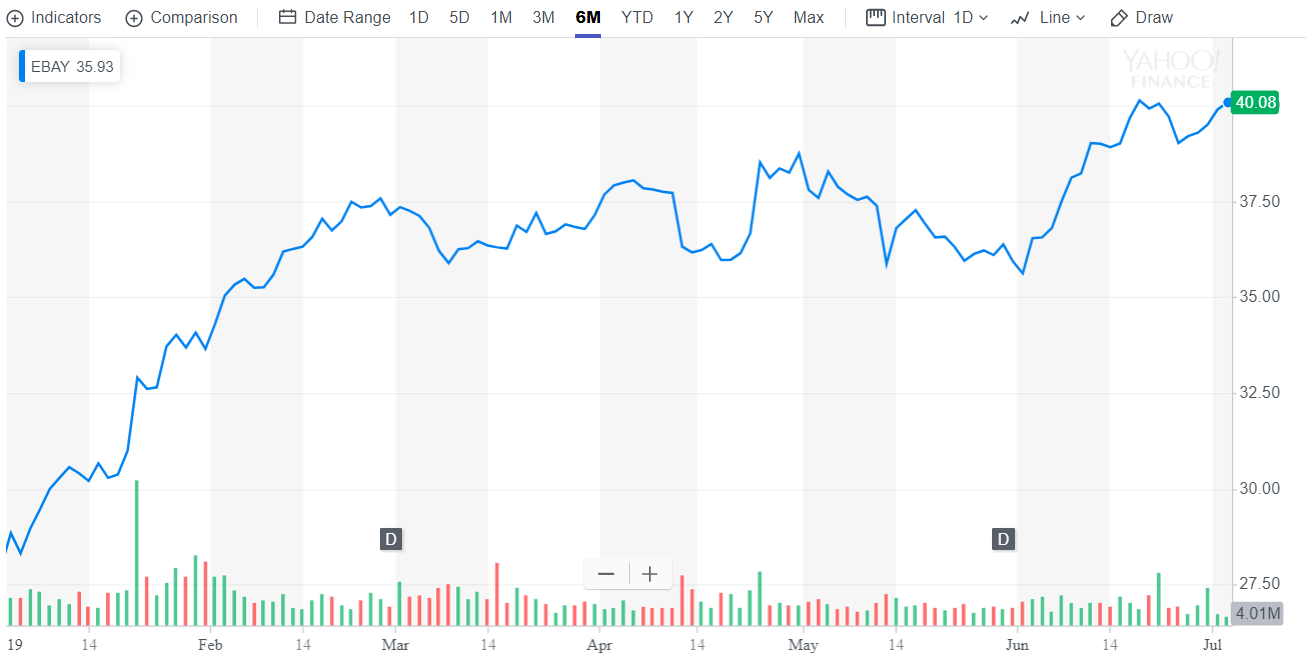 Indicators Comparison Date Range 1D 5D 1M 3M 6M YTD 1Y 2Y 5Y Max Interval 1D Line Draw
EBAY 35.93
YAHOO!
FINANCE
40.08
37.50
35.00
32.50
30.00
D D
27.50
4.01M
19 14 Feb 14 Mar 14 Apr 14 May 14 Jun 14 Jul